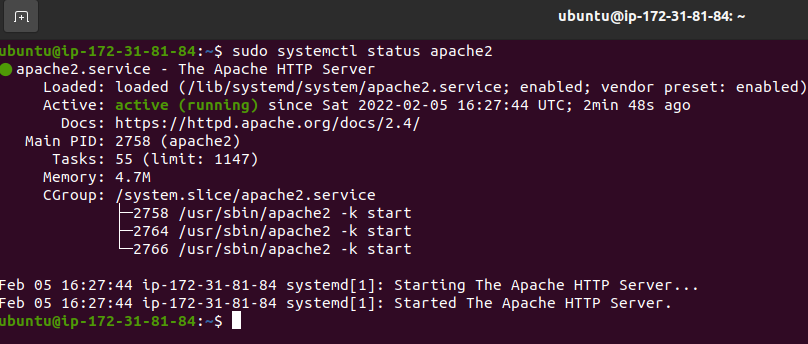 ubuntu@ip-172-31-81-84: ~
ubuntu@ip-172-31-81-84:~$ sudo systemctl status apache2
● apache2.service - The Apache HTTP Server
     Loaded: loaded (/lib/systemd/system/apache2.service; enabled; vendor preset: enabled)
     Active: active (running) since Sat 2022-02-05 16:27:44 UTC; 2min 48s ago
       Docs: https://httpd.apache.org/docs/2.4/
   Main PID: 2758 (apache2)
      Tasks: 55 (limit: 1147)
     Memory: 4.7M
     CGroup: /system.slice/apache2.service
             ├─2758 /usr/sbin/apache2 -k start
             ├─2764 /usr/sbin/apache2 -k start
             └─2766 /usr/sbin/apache2 -k start
Feb 05 16:27:44 ip-172-31-81-84 systemd[1]: Starting The Apache HTTP Server...
Feb 05 16:27:44 ip-172-31-81-84 systemd[1]: Started The Apache HTTP Server.
ubuntu@ip-172-31-81-84:~$